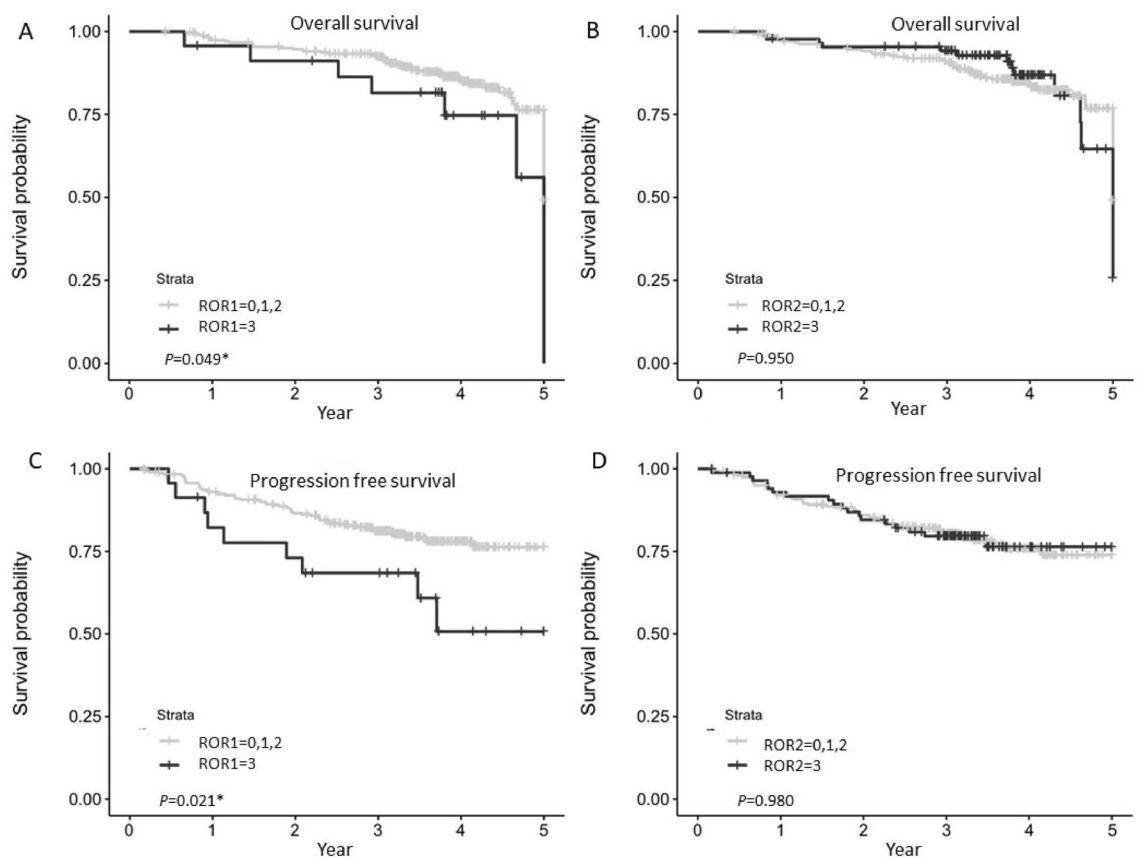 A
Overall survival
1.00
0.75
0.50
0.25
0.00
Survival probability
Strata
ROR1=0,1,2
ROR1=3
P=0.049*
0 1 2 3 4 5
Year
B
Overall survival
1.00
0.75
0.50
0.25
0.00
Survival probability
Strata
ROR2=0,1,2
ROR2=3
P=0.950
0 1 2 3 4 5
Year
C
Progression free survival
1.00
0.75
0.50
0.25
0.00
Survival probability
Strata
ROR1=0,1,2
ROR1=3
P=0.021*
0 1 2 3 4 5
Year
D
Progression free survival
1.00
0.75
0.50
0.25
0.00
Survival probability
Strata
ROR2=0,1,2
ROR2=3
P=0.980
0 1 2 3 4 5
Year